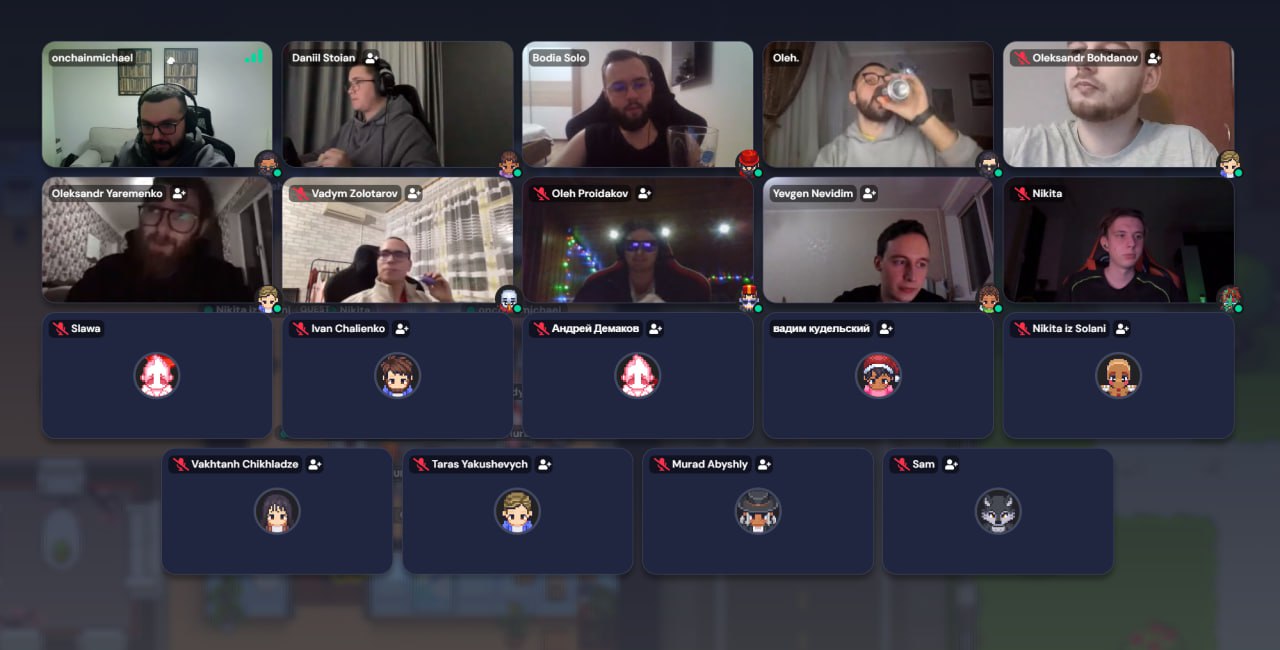 onchainmichael
Daniil Stoian
Bodia Solo
Oleh.
Oleksandr Bohdanov
Oleksandr Yaremenko
Vadym Zolotarov
Oleh Proidakov
Yevgen Nevidim
Nikita
Slawa
Ivan Chalienko
Андрей Демаков
вадим кудельский
Nikita iz Solani
Vakhtanh Chikhladze
Taras Yakushevych
Murad Abyshly
Sam